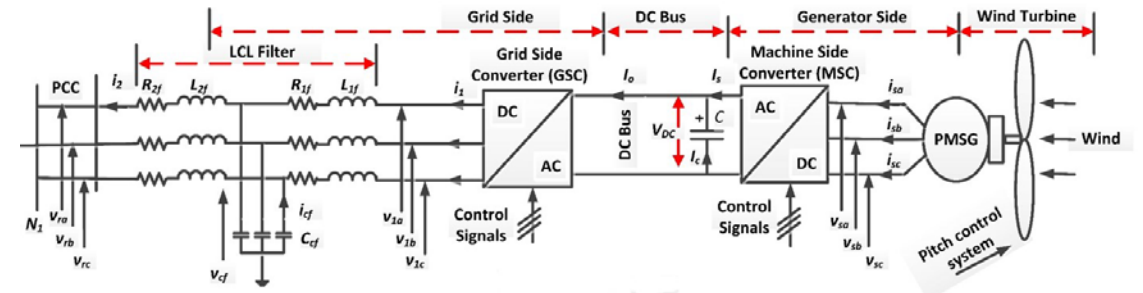 Grid Side
DC Bus
Generator Side
Wind Turbine
LCL Filter
Grid Side
Converter (GSC)
Machine Side
Converter (MSC)
PCC
i2
R2f
L2f
R1f
L1f
i1
Io
Is
DC
AC
DC Bus
VDC
+
C
Ic
AC
DC
isa
isb
isc
PMSG
Wind
N1
vra
vrb
vrc
icf
Ccf
vcf
v1a
v1b
v1c
Control
Signals
Control
Signals
vsa
vsb
vsc
Pitch control
system